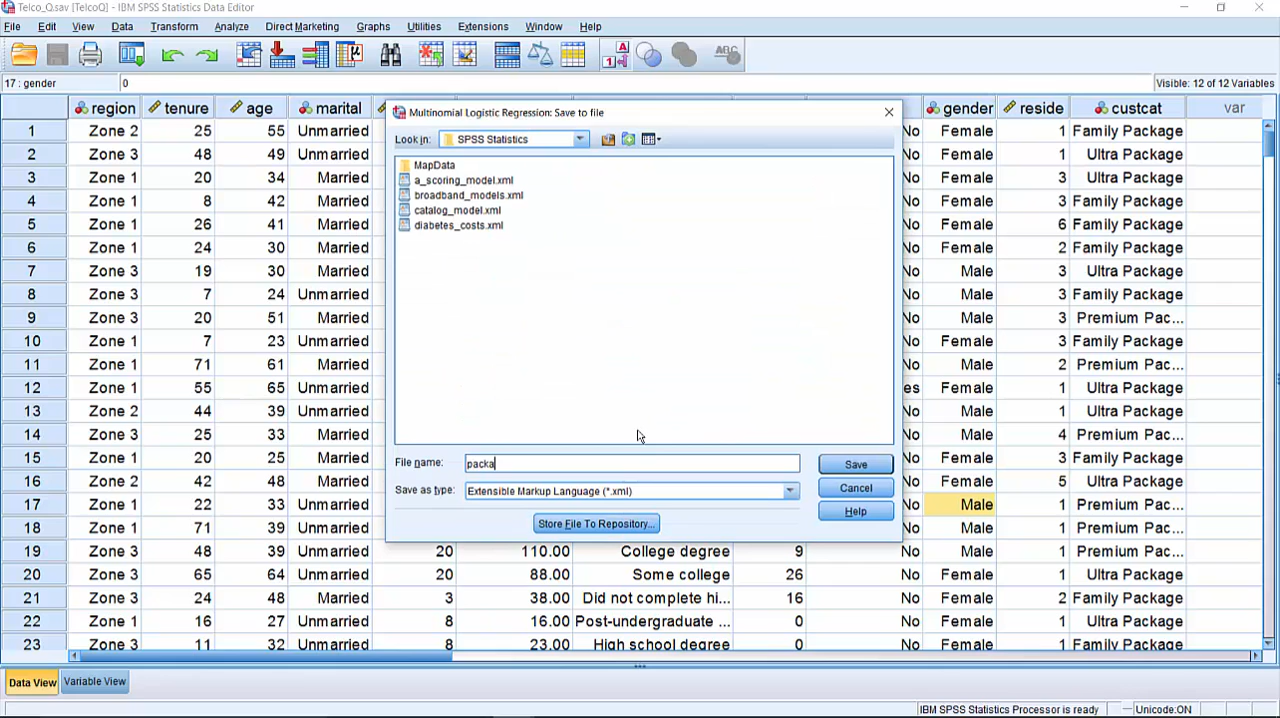 Telco_Q.sav [TelcoQ] - IBM SPSS Statistics Data Editor
File Edit View Data Transform Analyze Direct Marketing Graphs Utilities Extensions Window Help
17 : gender 0 Visible: 12 of 12 Variables
region tenure age marital gender reside custcat var
Multinomial Logistic Regression: Save to file
Look in: SPSS Statistics
MapData
a_scoring_model.xml
broadband_models.xml
catalog_model.xml
diabetes_costs.xml
File name: packa
Save
Save as type: Extensible Markup Language (*.xml)
Cancel
Store File To Repository...
Help
1 Zone 2 25 55 Unmarried No Female 1 Family Package
2 Zone 3 48 49 Unmarried No Female 1 Ultra Package
3 Zone 1 20 34 Married No Female 3 Ultra Package
4 Zone 1 8 42 Married No Female 3 Family Package
5 Zone 1 26 41 Married No Female 6 Family Package
6 Zone 1 24 30 Married No Female 2 Family Package
7 Zone 3 19 30 Married No Male 3 Ultra Package
8 Zone 3 7 24 Unmarried No Male 3 Family Package
9 Zone 3 20 51 Married No Male 3 Premium Pac...
10 Zone 1 7 23 Unmarried No Female 3 Family Package
11 Zone 1 71 61 Married No Male 2 Premium Pac...
12 Zone 1 55 65 Unmarried es Female 1 Ultra Package
13 Zone 2 44 39 Unmarried No Female 1 Ultra Package
14 Zone 2 25 33 Married No Male 4 Premium Pac...
15 Zone 1 20 25 Married No Female 3 Family Package
16 Zone 2 42 48 Married No Female 5 Ultra Package
17 Zone 1 22 33 Married No Male 1 Premium Pac...
18 Zone 1 71 39 Unmarried No Male 1 Premium Pac...
19 Zone 3 48 39 Unmarried 20 110.00 College degree 9 No Male 1 Premium Pac...
20 Zone 3 65 64 Unmarried 20 88.00 Some college 26 No Female 1 Ultra Package
21 Zone 3 24 48 Married 3 38.00 Did not complete hi... 16 No Female 2 Family Package
22 Zone 1 16 27 Unmarried 8 16.00 Post-undergraduate ... 0 No Female 1 Ultra Package
23 Zone 3 11 32 Unmarried 8 23.00 High school degree 0 No Female 1 Family Package
Data View Variable View
IBM SPSS Statistics Processor is ready Unicode:ON